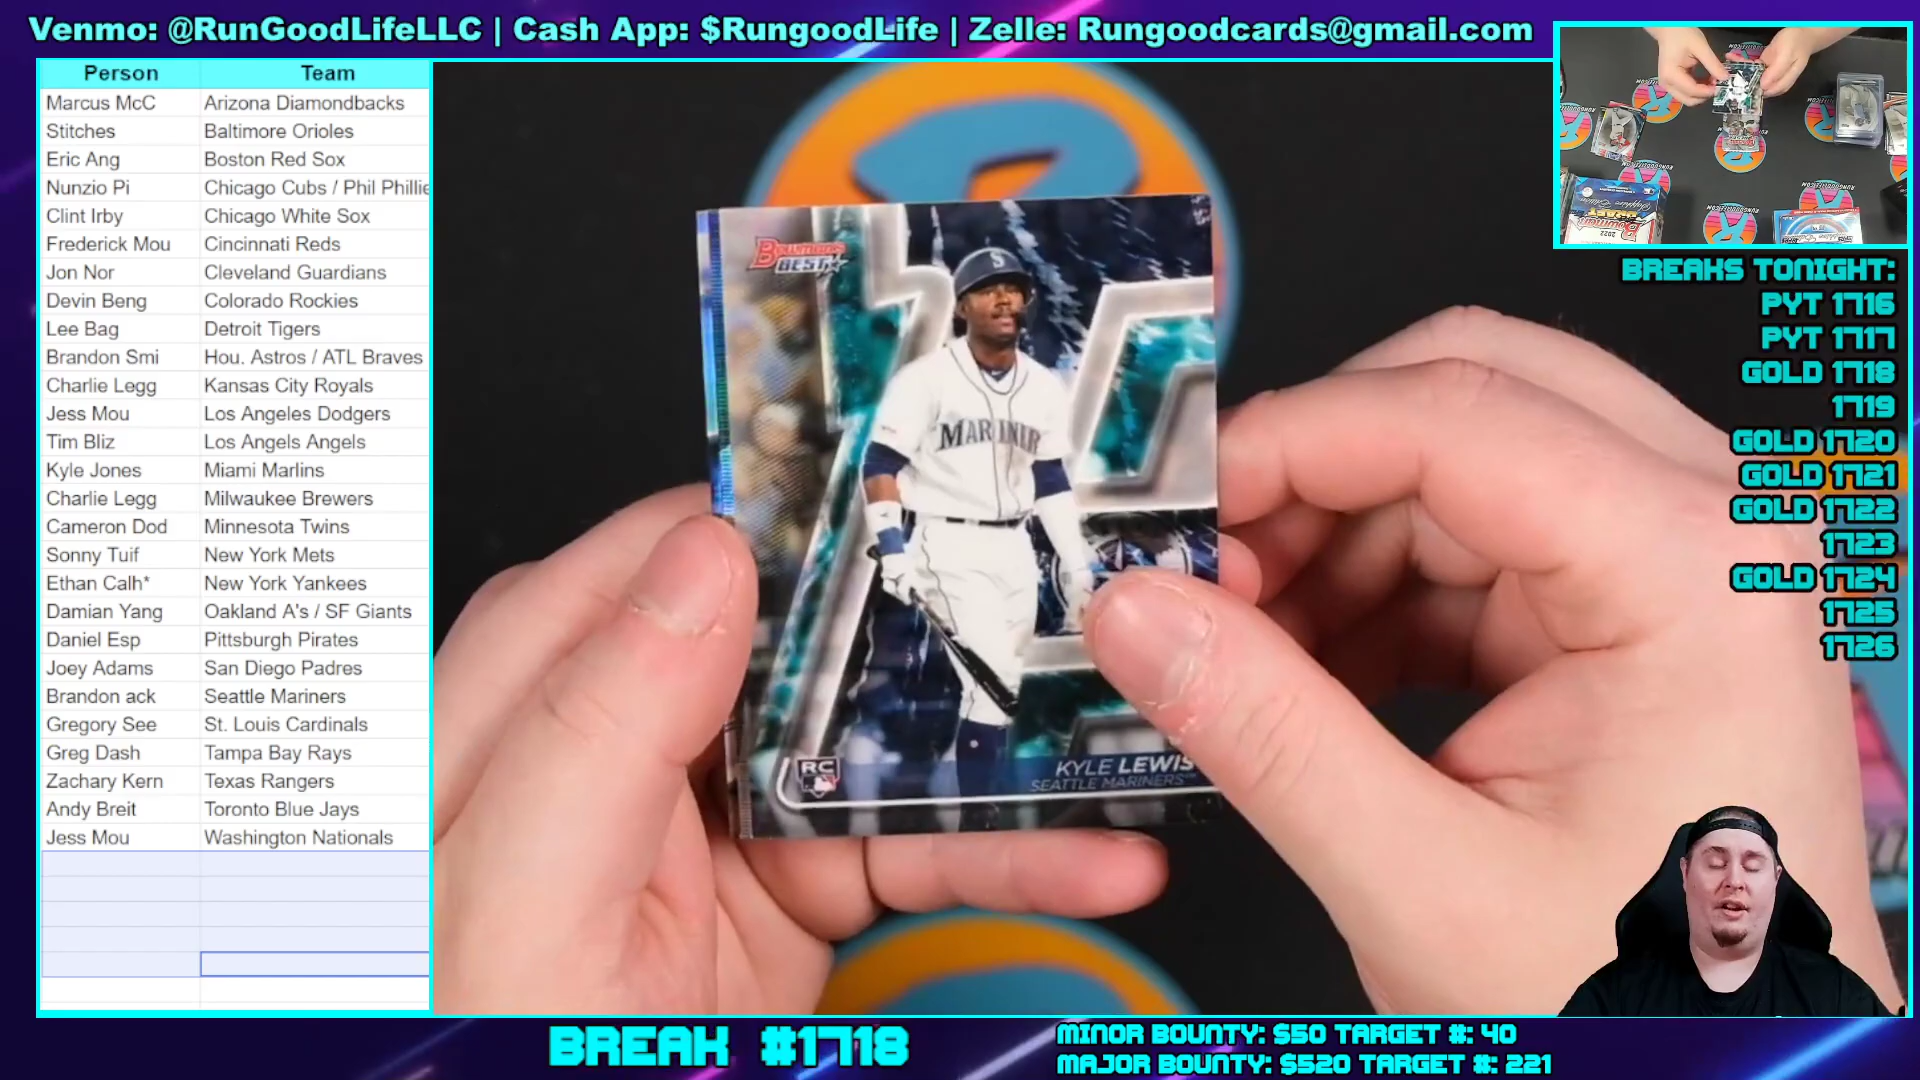 Venmo: @RunGoodLifeLLC | Cash App: $RungoodLife | Zelle: Rungoodcards@gmail.com
Person Team
Marcus McC Arizona Diamondbacks
Stitches Baltimore Orioles
Eric Ang Boston Red Sox
Nunzio Pi Chicago Cubs / Phil Phillie
Clint Irby Chicago White Sox
Frederick Mou Cincinnati Reds
Jon Nor Cleveland Guardians
Devin Beng Colorado Rockies
Lee Bag Detroit Tigers
Brandon Smi Hou. Astros / ATL Braves
Charlie Legg Kansas City Royals
Jess Mou Los Angeles Dodgers
Tim Bliz Los Angels Angels
Kyle Jones Miami Marlins
Charlie Legg Milwaukee Brewers
Cameron Dod Minnesota Twins
Sonny Tuif New York Mets
Ethan Calh* New York Yankees
Damian Yang Oakland A's / SF Giants
Daniel Esp Pittsburgh Pirates
Joey Adams San Diego Padres
Brandon ack Seattle Mariners
Gregory See St. Louis Cardinals
Greg Dash Tampa Bay Rays
Zachary Kern Texas Rangers
Andy Breit Toronto Blue Jays
Jess Mou Washington Nationals
BOWMAN'S
BEST
S
MARINER
RC
KYLE LEWIS
SEATTLE MARINERS™
2022
Bowman
DRAFT
Sapphire Edition
BREAKS TONIGHT:
PYT 1716
PYT 1717
GOLD 1718
1719
GOLD 1720
GOLD 1721
GOLD 1722
1723
GOLD 1724
1725
1726
BREAK #1718
MINOR BOUNTY: $50 TARGET #: 40
MAJOR BOUNTY: $520 TARGET #: 221